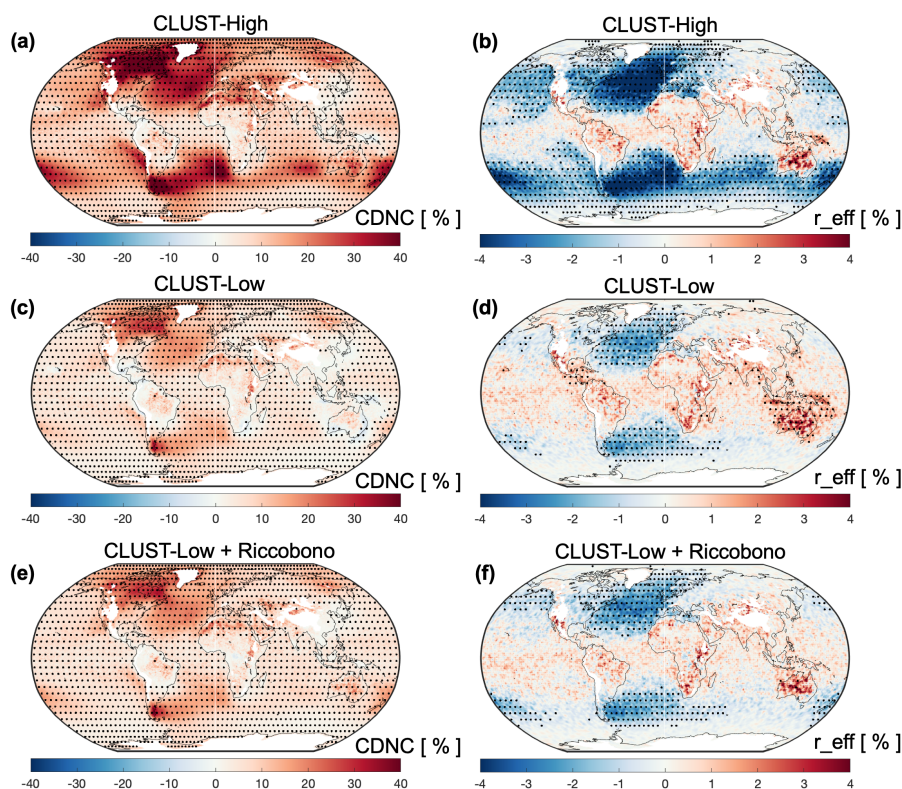 CLUST-High
CLUST-High
(a)
(b)
CDNC [ % ]
r_eff [ % ]
-40 -30 -20 -10 0 10 20 30 40
-4 -3 -2 -1 0 1 2 3 4
CLUST-Low
CLUST-Low
(c)
(d)
CDNC [ % ]
r_eff [ % ]
-40 -30 -20 -10 0 10 20 30 40
-4 -3 -2 -1 0 1 2 3 4
CLUST-Low + Riccobono
CLUST-Low + Riccobono
(e)
(f)
CDNC [ % ]
r_eff [ % ]
-40 -30 -20 -10 0 10 20 30 40
-4 -3 -2 -1 0 1 2 3 4